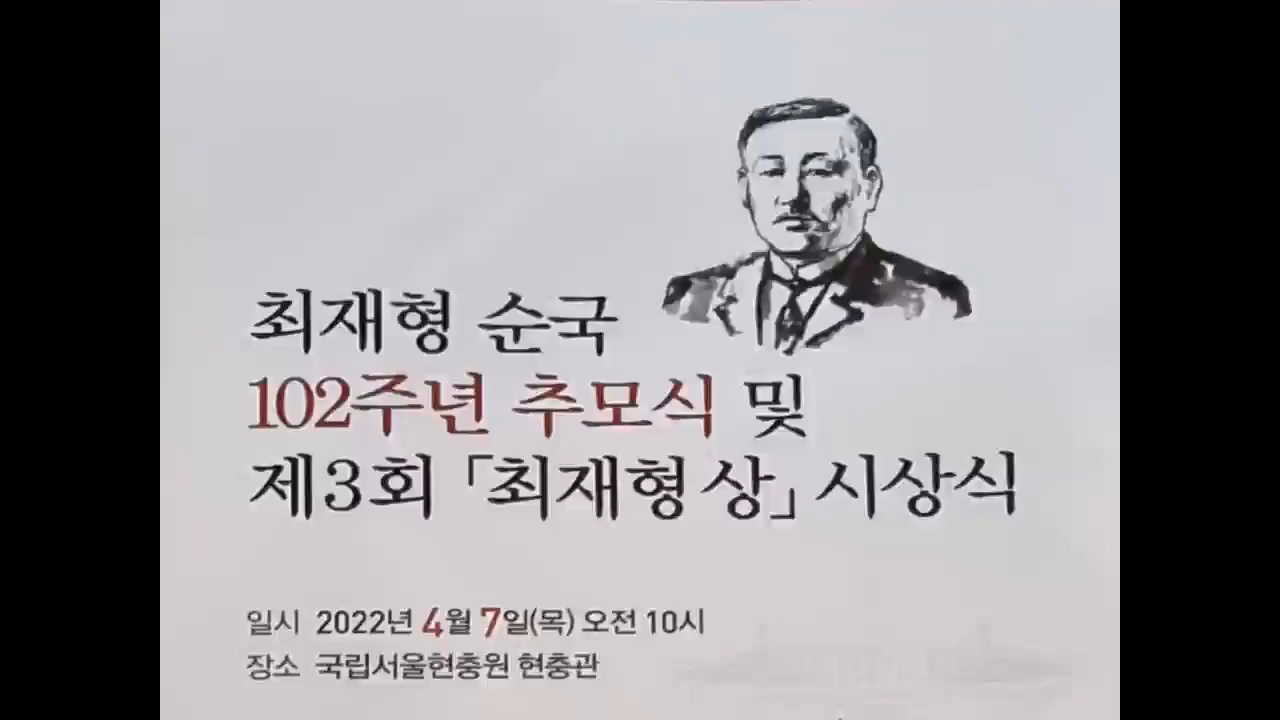 최재형 순국
102주년 추모식 및
제3회 「최재형 상」 시상식
일시 2022년 4월 7일(목) 오전 10시
장소 국립서울현충원 현충관